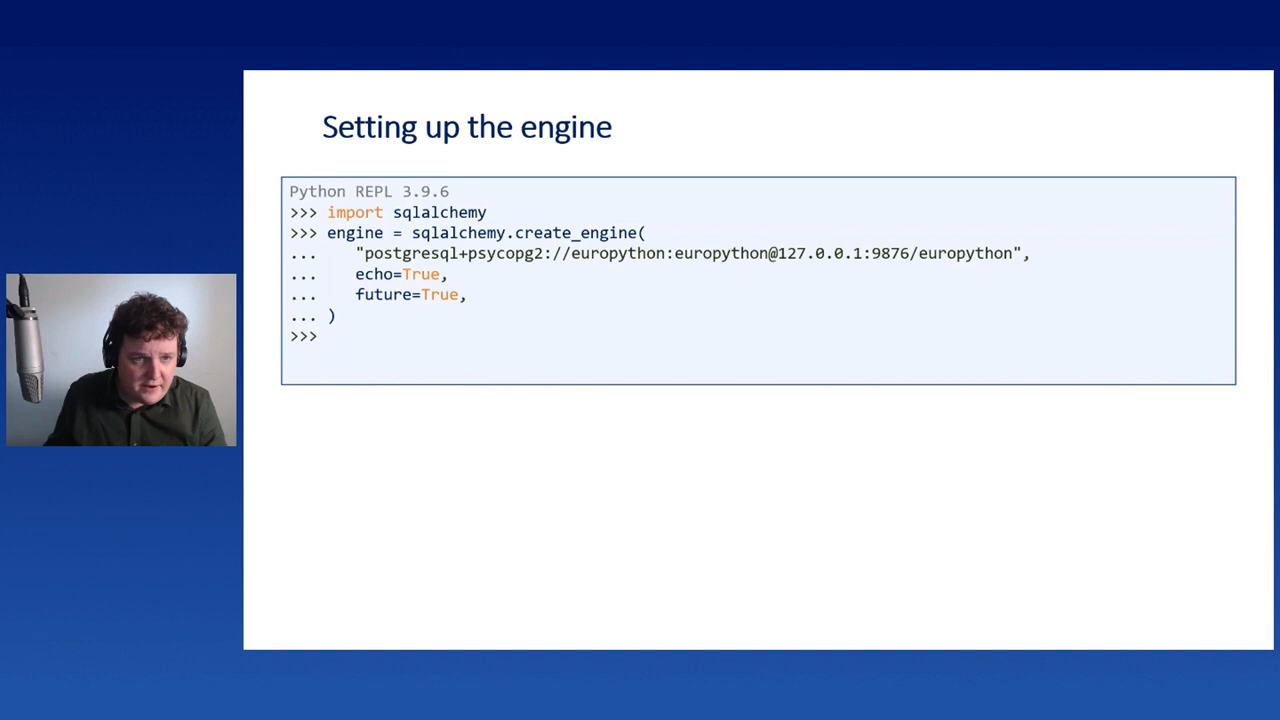 Setting up the engine
Python REPL 3.9.6
>>> import sqlalchemy
>>> engine = sqlalchemy.create_engine(
...    "postgresql+psycopg2://europython:europython@127.0.0.1:9876/europython",
...    echo=True,
...    future=True,
... )
>>>